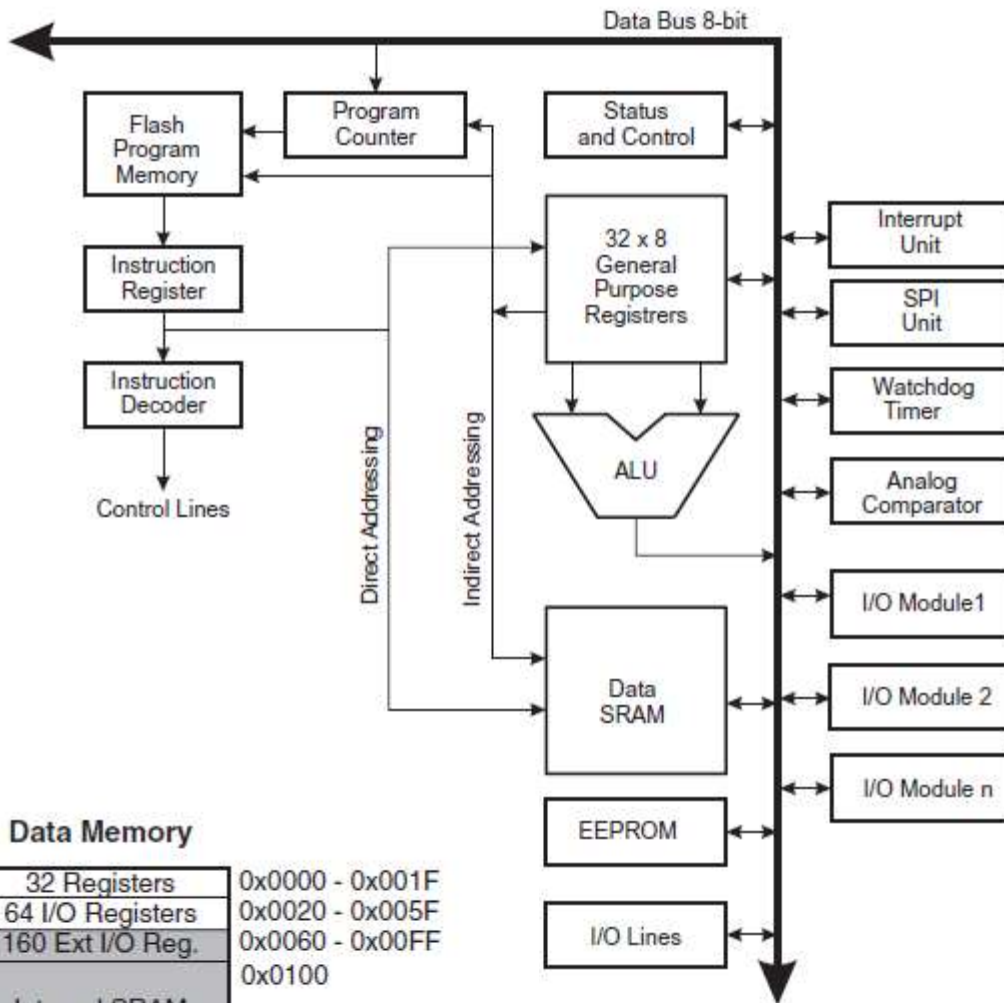 Data Bus 8-bit
Flash
Program
Memory
Program
Counter
Status
and Control
Interrupt
Unit
32 x 8
General
Purpose
Registrers
Instruction
Register
SPI
Unit
Instruction
Decoder
Watchdog
Timer
Direct Addressing
Indirect Addressing
ALU
Analog
Comparator
Control Lines
I/O Module1
Data
SRAM
I/O Module 2
I/O Module n
EEPROM
I/O Lines
Data Memory
32 Registers 0x0000 - 0x001F
64 I/O Registers 0x0020 - 0x005F
160 Ext I/O Reg. 0x0060 - 0x00FF
0x0100
Internal SRAM